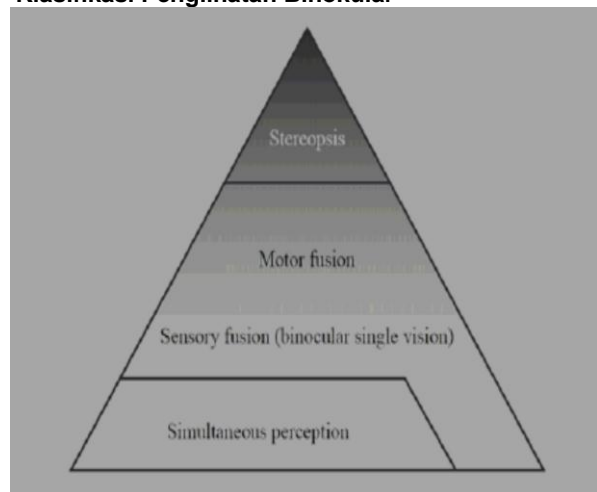 Klasifikasi Penglihatan Binokular
Stereopsis
Motor fusion
Sensory fusion (binocular single vision)
Simultaneous perception